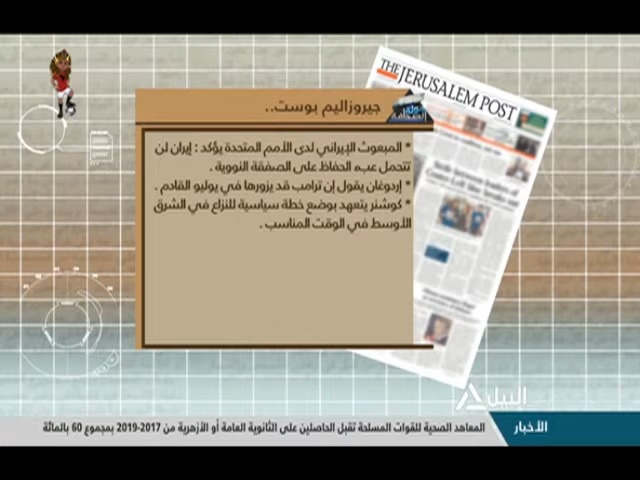 THE JERUSALEM POST
جيروزاليم بوست..
* المبعوث الإيراني لدى الأمم المتحدة يؤكد : إيران لن
تتحمل عبء الحفاظ على الصفقة النووية .
* إردوغان يقول إن ترامب قد يزورها في يوليو القادم .
* كوشنر يتعهد بوضع خطة سياسية للنزاع في الشرق
الأوسط في الوقت المناسب .
النيل
الأخبار
المعاهد الصحية للقوات المسلحة تقبل الحاصلين على الثانوية العامة أو الأزهرية من 2017-2019 بمجموع 60 بالمائة